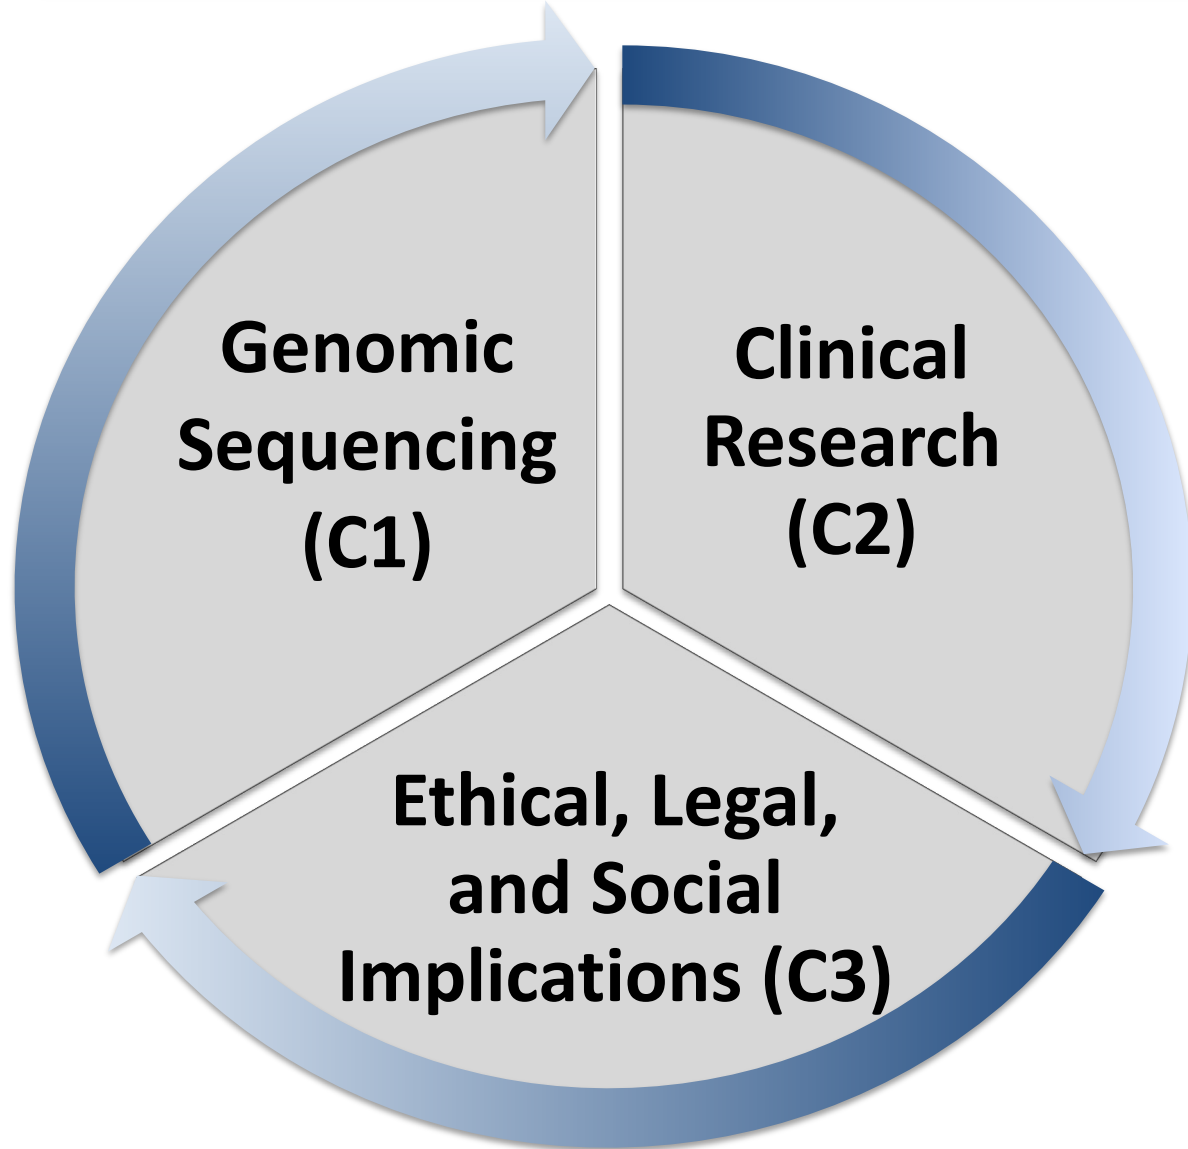 Genomic
Sequencing
(C1)
Clinical
Research
(C2)
Ethical, Legal,
and Social
Implications (C3)